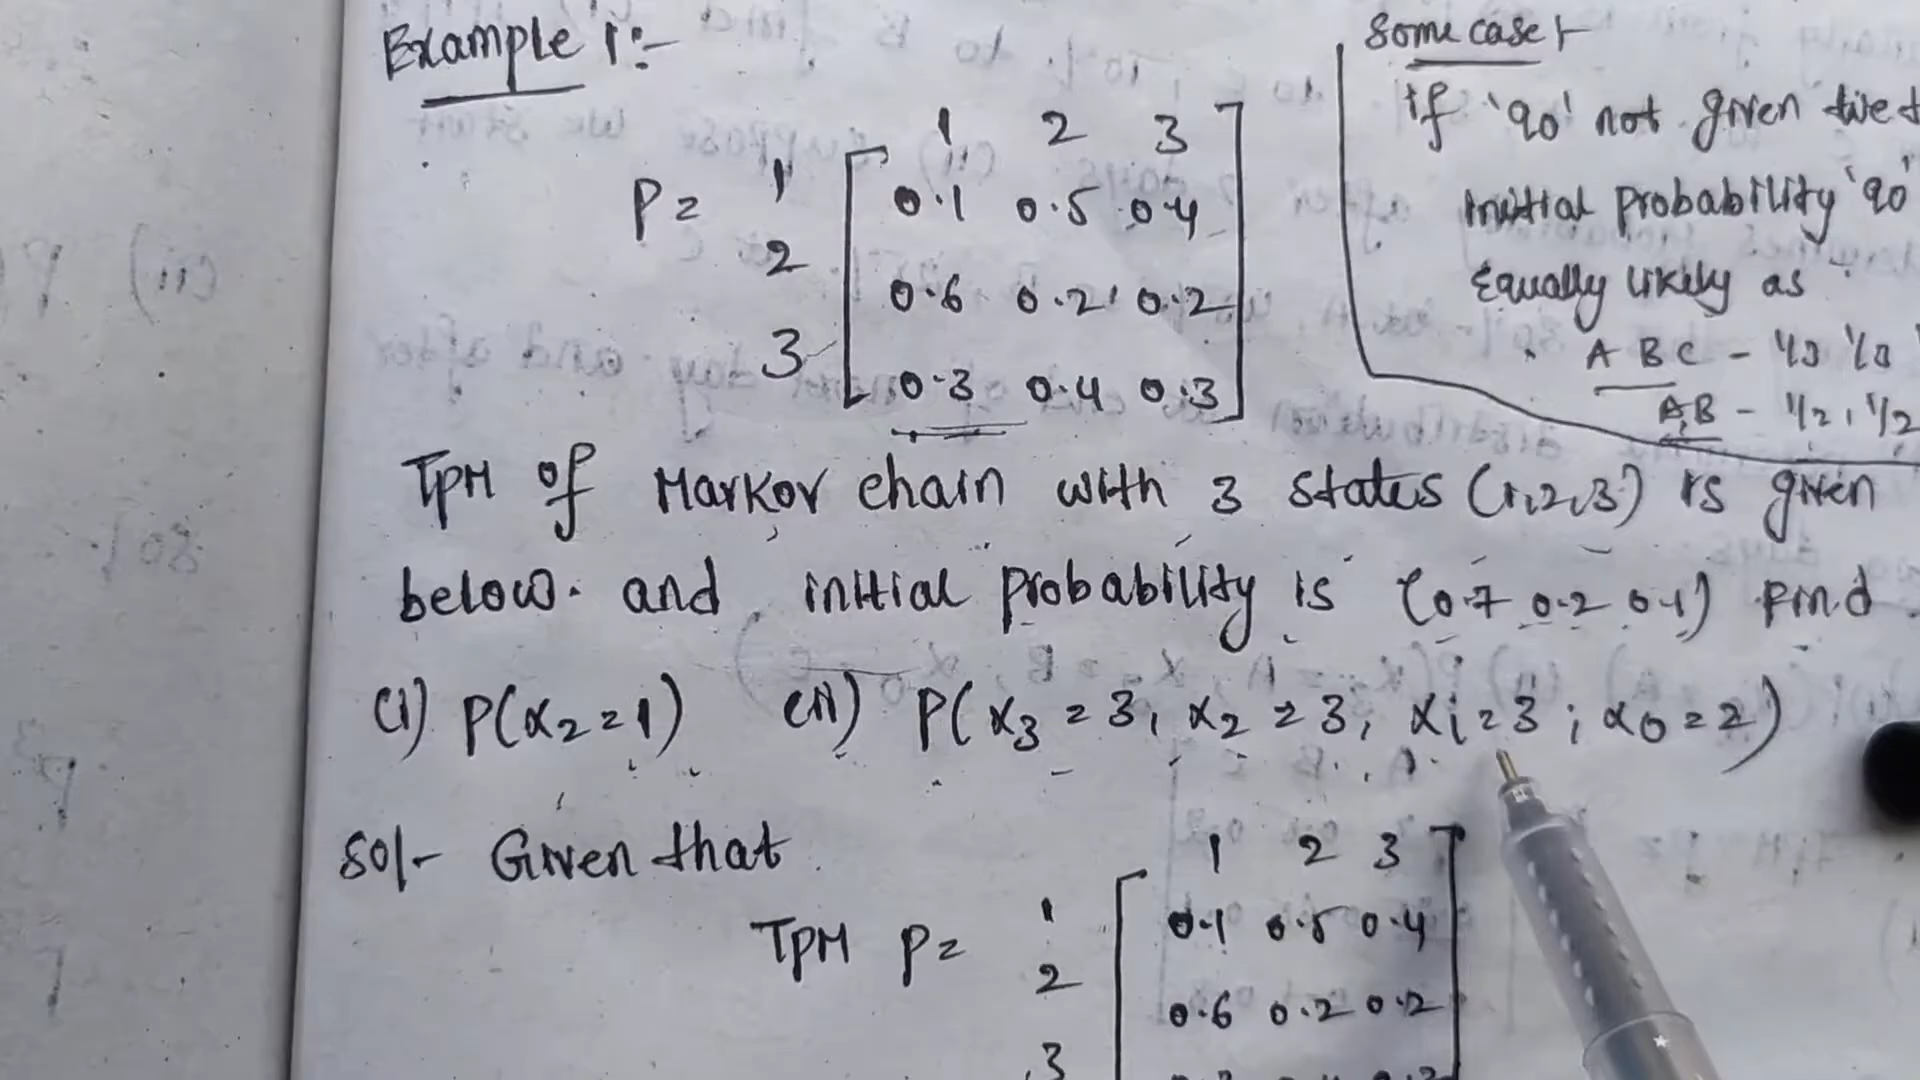 Example 1:-
1 2 3
P = 1 0.1 0.5 0.4
2 0.6 0.2 0.2
3 0.3 0.4 0.3
some case
if 'q0' not given
initial probability 'q0'
Equally likely as
A B C - 1/3 1/3
A,B - 1/2, 1/2
TPM of Markov chain with 3 states (1,2,3) is given
below. and initial probability is (0.7 0.2 0.1) find
(i) P(x2=1) (ii) P(x3=3, x2=3, x1=3; x0=2)
Sol- Given that
1 2 3
TPM P = 1 0.1 0.5 0.4
2 0.6 0.2 0.2
3